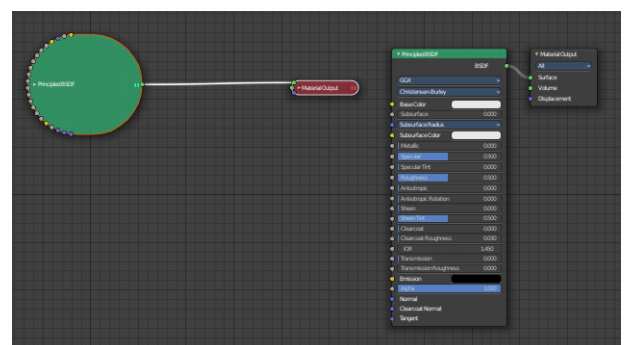 Principled BSDF
Material Output
Principled BSDF
BSDF
GGX
Christensen-Burley
Base Color
Subsurface 0.000
Subsurface Radius
Subsurface Color
Metallic 0.000
Specular 0.500
Specular Tint 0.000
Roughness 0.500
Anisotropic 0.000
Anisotropic Rotation 0.000
Sheen 0.000
Sheen Tint 0.500
Clearcoat 0.000
Clearcoat Roughness 0.030
IOR 1.450
Transmission 0.000
Transmission Roughness 0.000
Emission
Alpha 1.000
Normal
Clearcoat Normal
Tangent
Material Output
All
Surface
Volume
Displacement